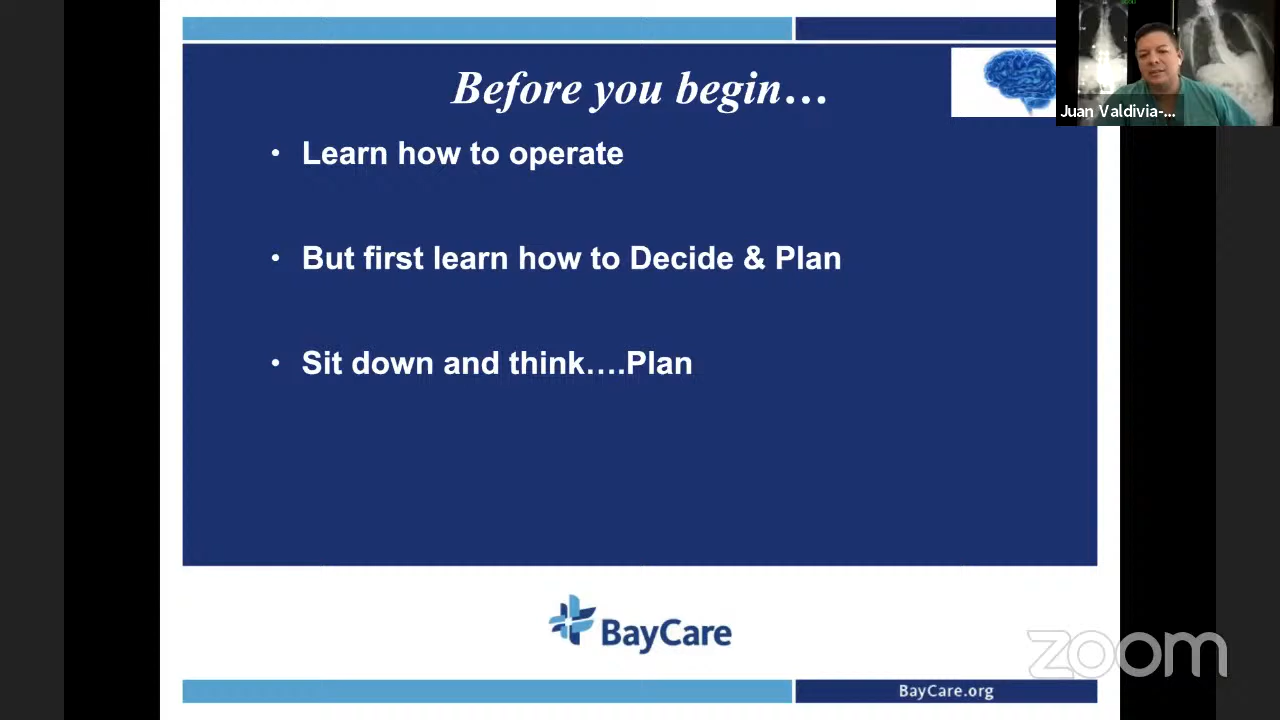 Before you begin…
Juan Valdivia-...
• Learn how to operate
• But first learn how to Decide & Plan
• Sit down and think….Plan
BayCare
zoom
BayCare.org